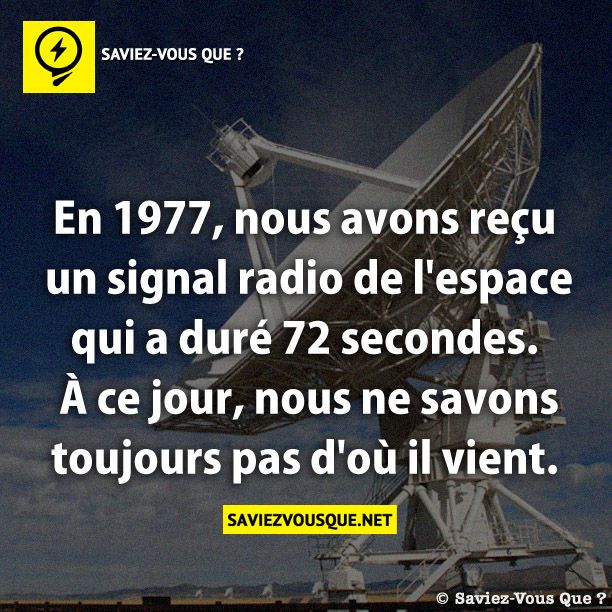 SAVIEZ-VOUS QUE ?
En 1977, nous avons reçu
un signal radio de l'espace
qui a duré 72 secondes.
À ce jour, nous ne savons
toujours pas d'où il vient.
SAVIEZVOUSQUE.NET
© Saviez-Vous Que ?